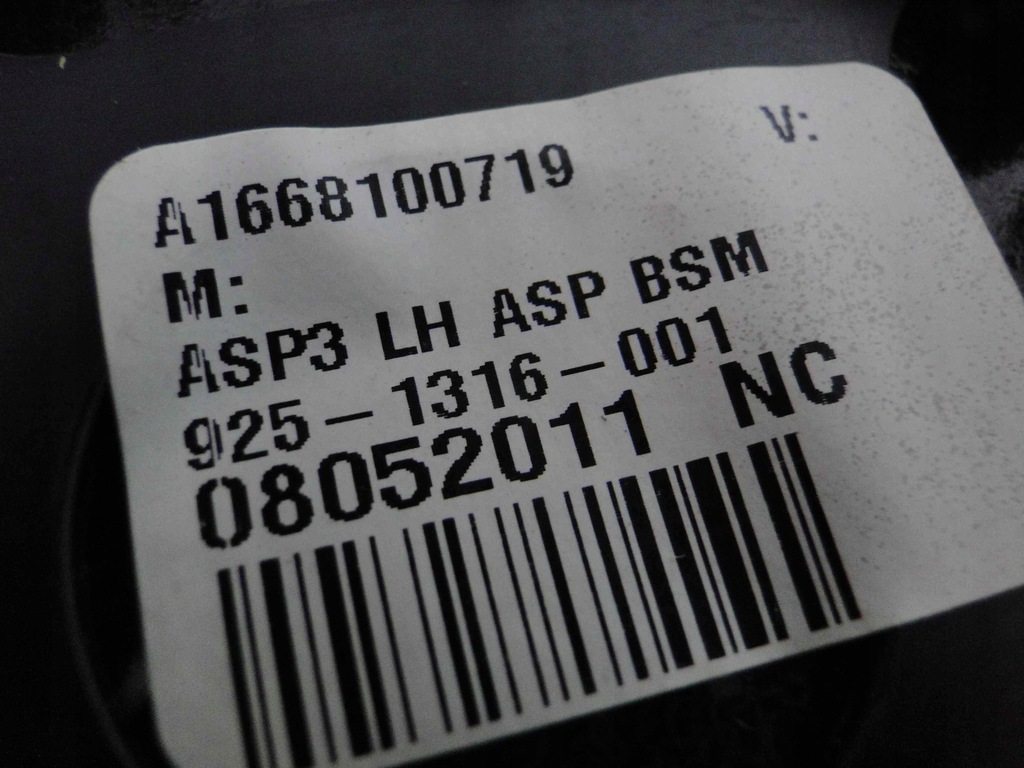 A1668100719 V:
M:
ASP3 LH ASP BSM
925-1316-001
08052011 NC